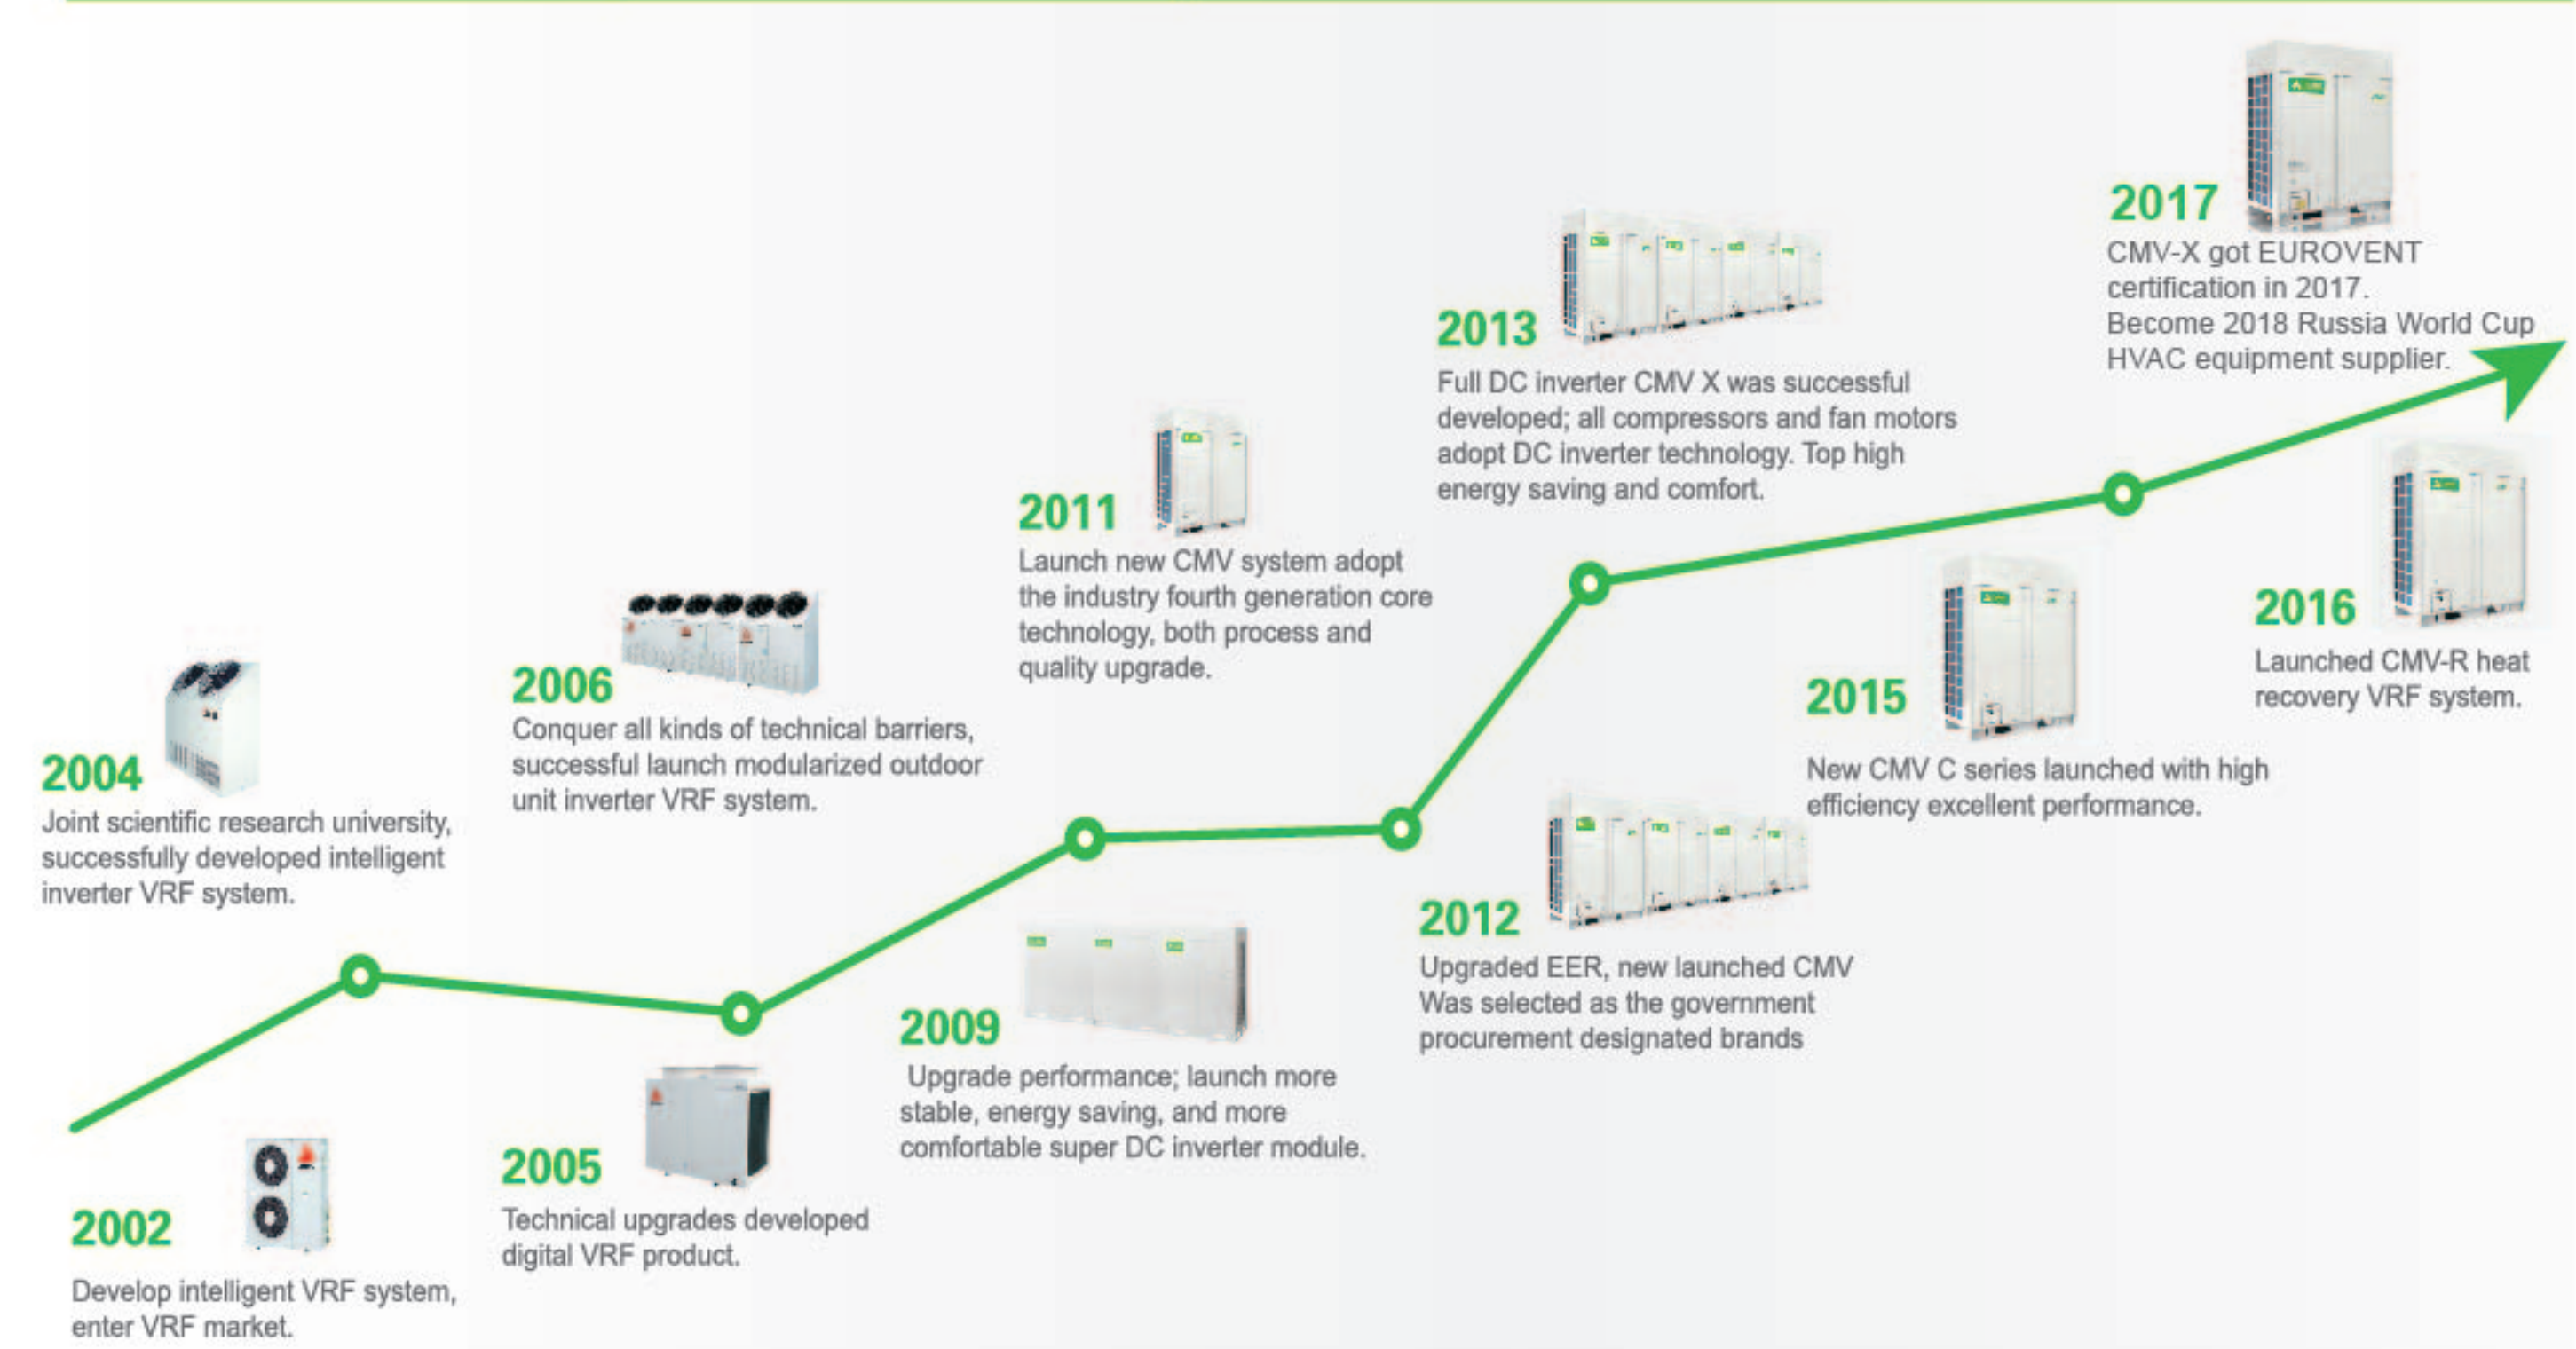 2017
CMV-X got EUROVENT
certification in 2017.
Become 2018 Russia World Cup
HVAC equipment supplier.
2013
Full DC inverter CMV X was successful
developed; all compressors and fan motors
adopt DC inverter technology. Top high
energy saving and comfort.
2011
Launch new CMV system adopt
the industry fourth generation core
technology, both process and
quality upgrade.
2016
Launched CMV-R heat
recovery VRF system.
2006
Conquer all kinds of technical barriers,
successful launch modularized outdoor
unit inverter VRF system.
2015
New CMV C series launched with high
efficiency excellent performance.
2004
Joint scientific research university,
successfully developed intelligent
inverter VRF system.
2012
Upgraded EER, new launched CMV
Was selected as the government
procurement designated brands
2009
Upgrade performance; launch more
stable, energy saving, and more
comfortable super DC inverter module.
2005
Technical upgrades developed
digital VRF product.
2002
Develop intelligent VRF system,
enter VRF market.